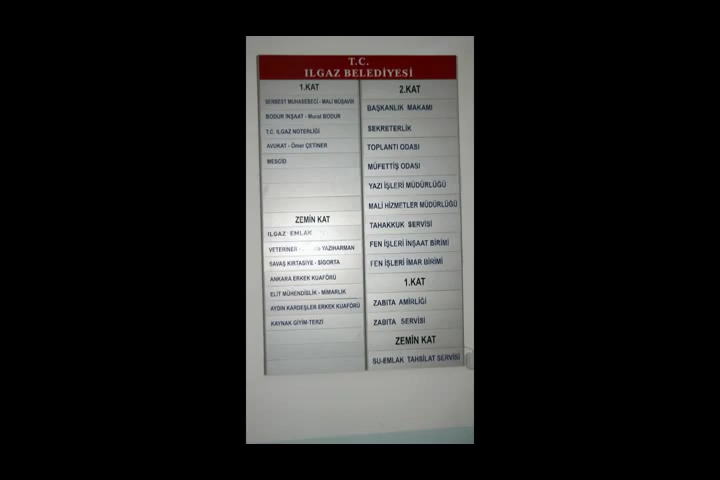 T.C.
ILGAZ BELEDİYESİ
1.KAT
SERBEST MUHASEBECİ - MALİ MÜŞAVİR
BODUR İNŞAAT - Murat BODUR
T.C. ILGAZ NOTERLİĞİ
AVUKAT - Ömer ÇETİNER
MESCİD
ZEMİN KAT
ILGAZ EMLAK
VETERİNER - YAZIHARMAN
SAVAŞ KIRTASİYE - SİGORTA
ANKARA ERKEK KUAFÖRÜ
ELİT MÜHENDİSLİK - MİMARLIK
AYDIN KARDEŞLER ERKEK KUAFÖRÜ
KAYNAK GİYİM-TERZİ
2.KAT
BAŞKANLIK MAKAMI
SEKRETERLİK
TOPLANTI ODASI
MÜFETTİŞ ODASI
YAZI İŞLERİ MÜDÜRLÜĞÜ
MALİ HİZMETLER MÜDÜRLÜĞÜ
TAHAKKUK SERVİSİ
FEN İŞLERİ İNŞAAT BİRİMİ
FEN İŞLERİ İMAR BİRİMİ
1.KAT
ZABITA AMİRLİĞİ
ZABITA SERVİSİ
ZEMİN KAT
SU-EMLAK TAHSİLAT SERVİSİ